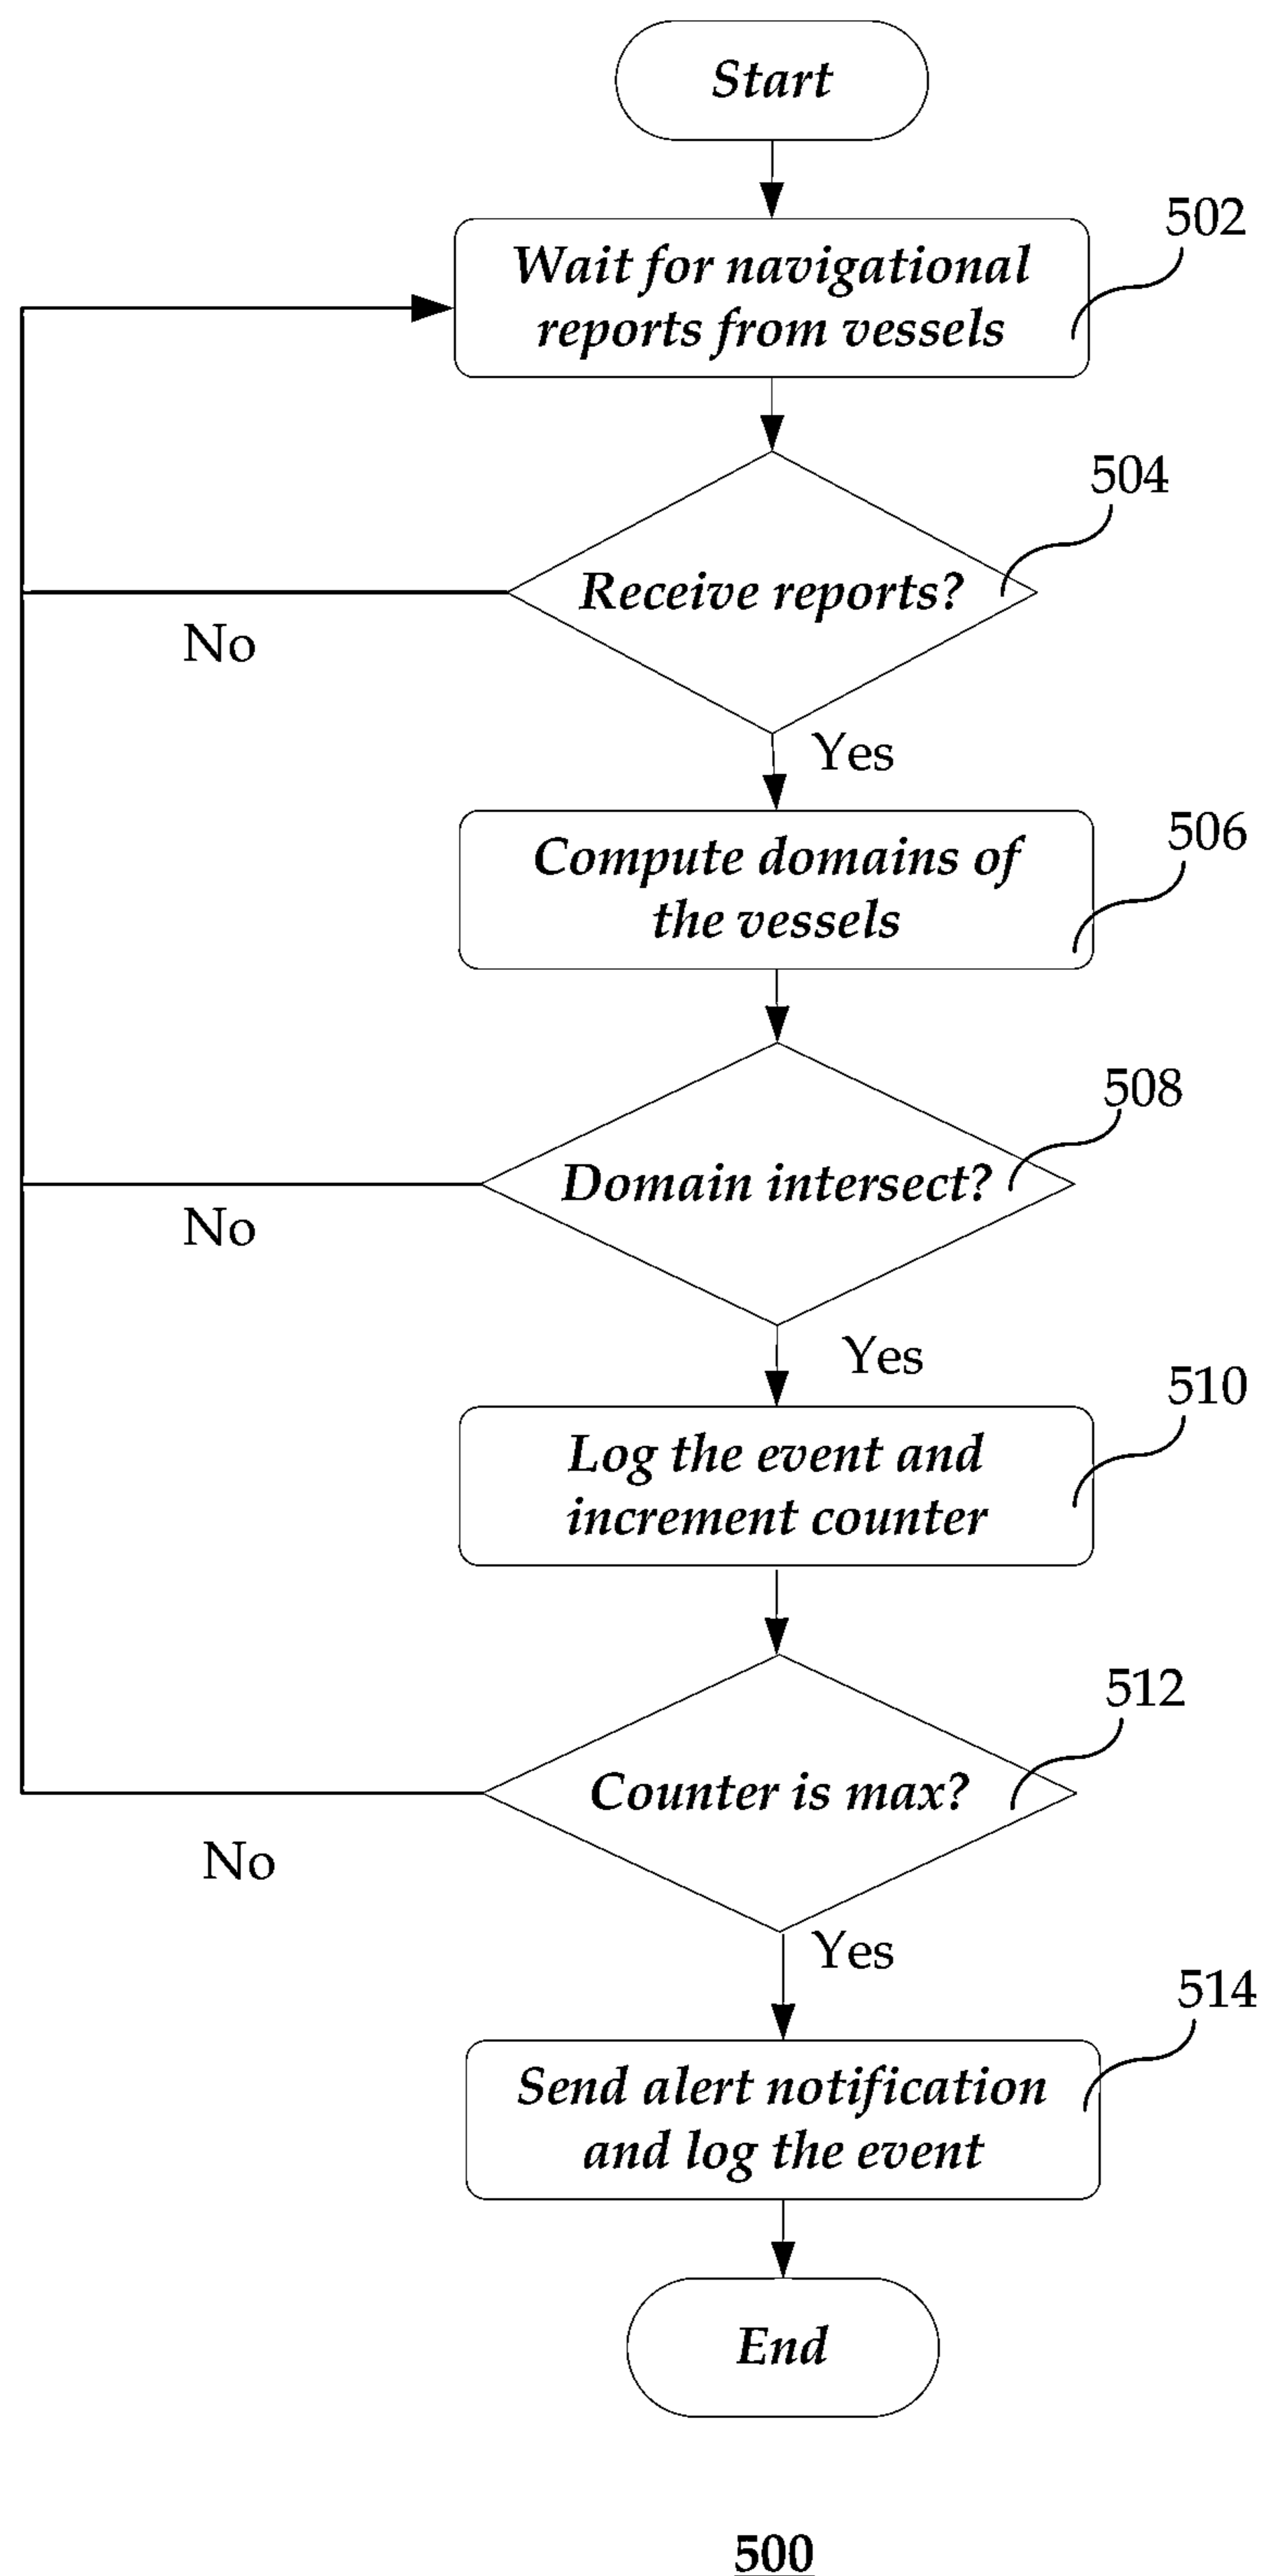 Start
502
Wait for navigational
reports from vessels
504
Receive reports?
No
Yes
506
Compute domains of
the vessels
508
Domain intersect?
No
Yes
510
Log the event and
increment counter
512
Counter is max?
No
Yes
514
Send alert notification
and log the event
End
500